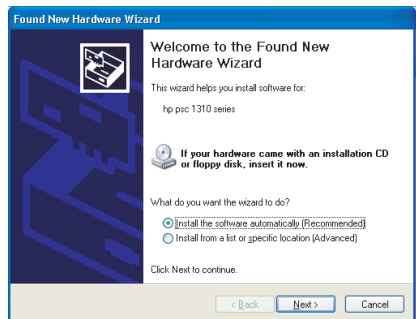 Found New Hardware Wizard
Welcome to the Found New
Hardware Wizard
This wizard helps you install software for:
hp psc 1310 series
If your hardware came with an installation CD
or floppy disk, insert it now.
What do you want the wizard to do?
Install the software automatically (Recommended)
Install from a list or specific location (Advanced)
Click Next to continue.
< Back Next > Cancel